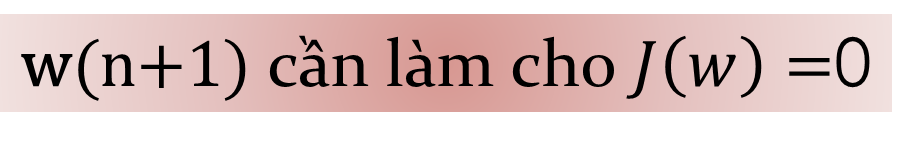 w(n+1) cần làm cho J(w) =0